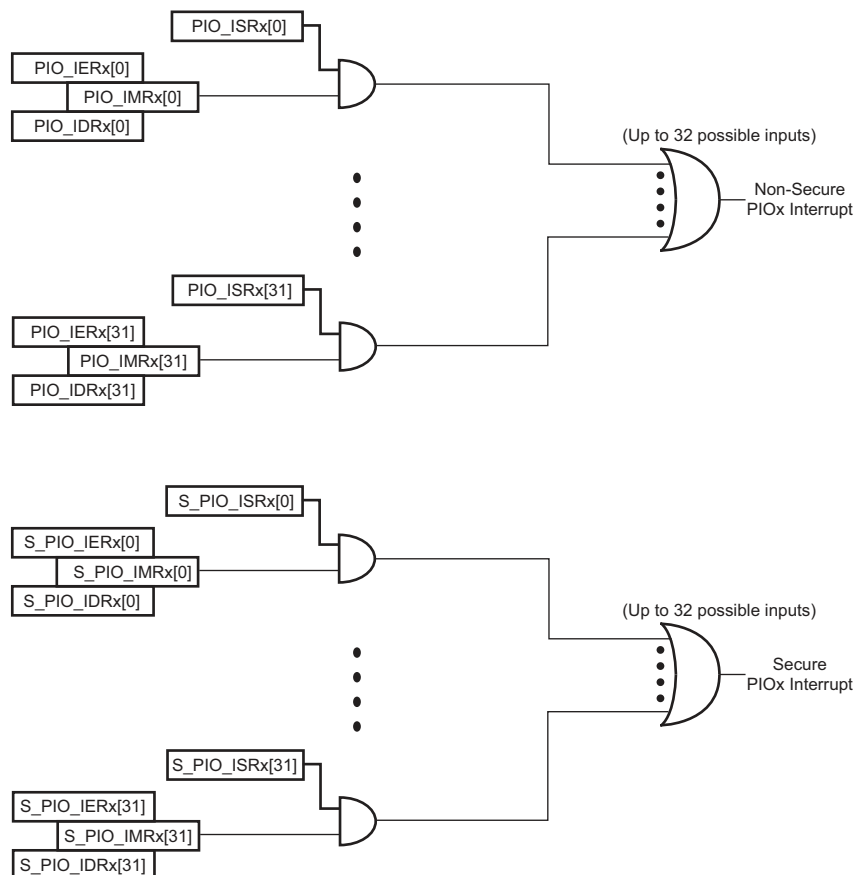 PIO_ISRx[0]
PIO_IERx[0]
PIO_IMRx[0]
PIO_IDRx[0]
(Up to 32 possible inputs)
Non-Secure
PIOx Interrupt
PIO_ISRx[31]
PIO_IERx[31]
PIO_IMRx[31]
PIO_IDRx[31]
S_PIO_ISRx[0]
S_PIO_IERx[0]
S_PIO_IMRx[0]
S_PIO_IDRx[0]
(Up to 32 possible inputs)
Secure
PIOx Interrupt
S_PIO_ISRx[31]
S_PIO_IERx[31]
S_PIO_IMRx[31]
S_PIO_IDRx[31]